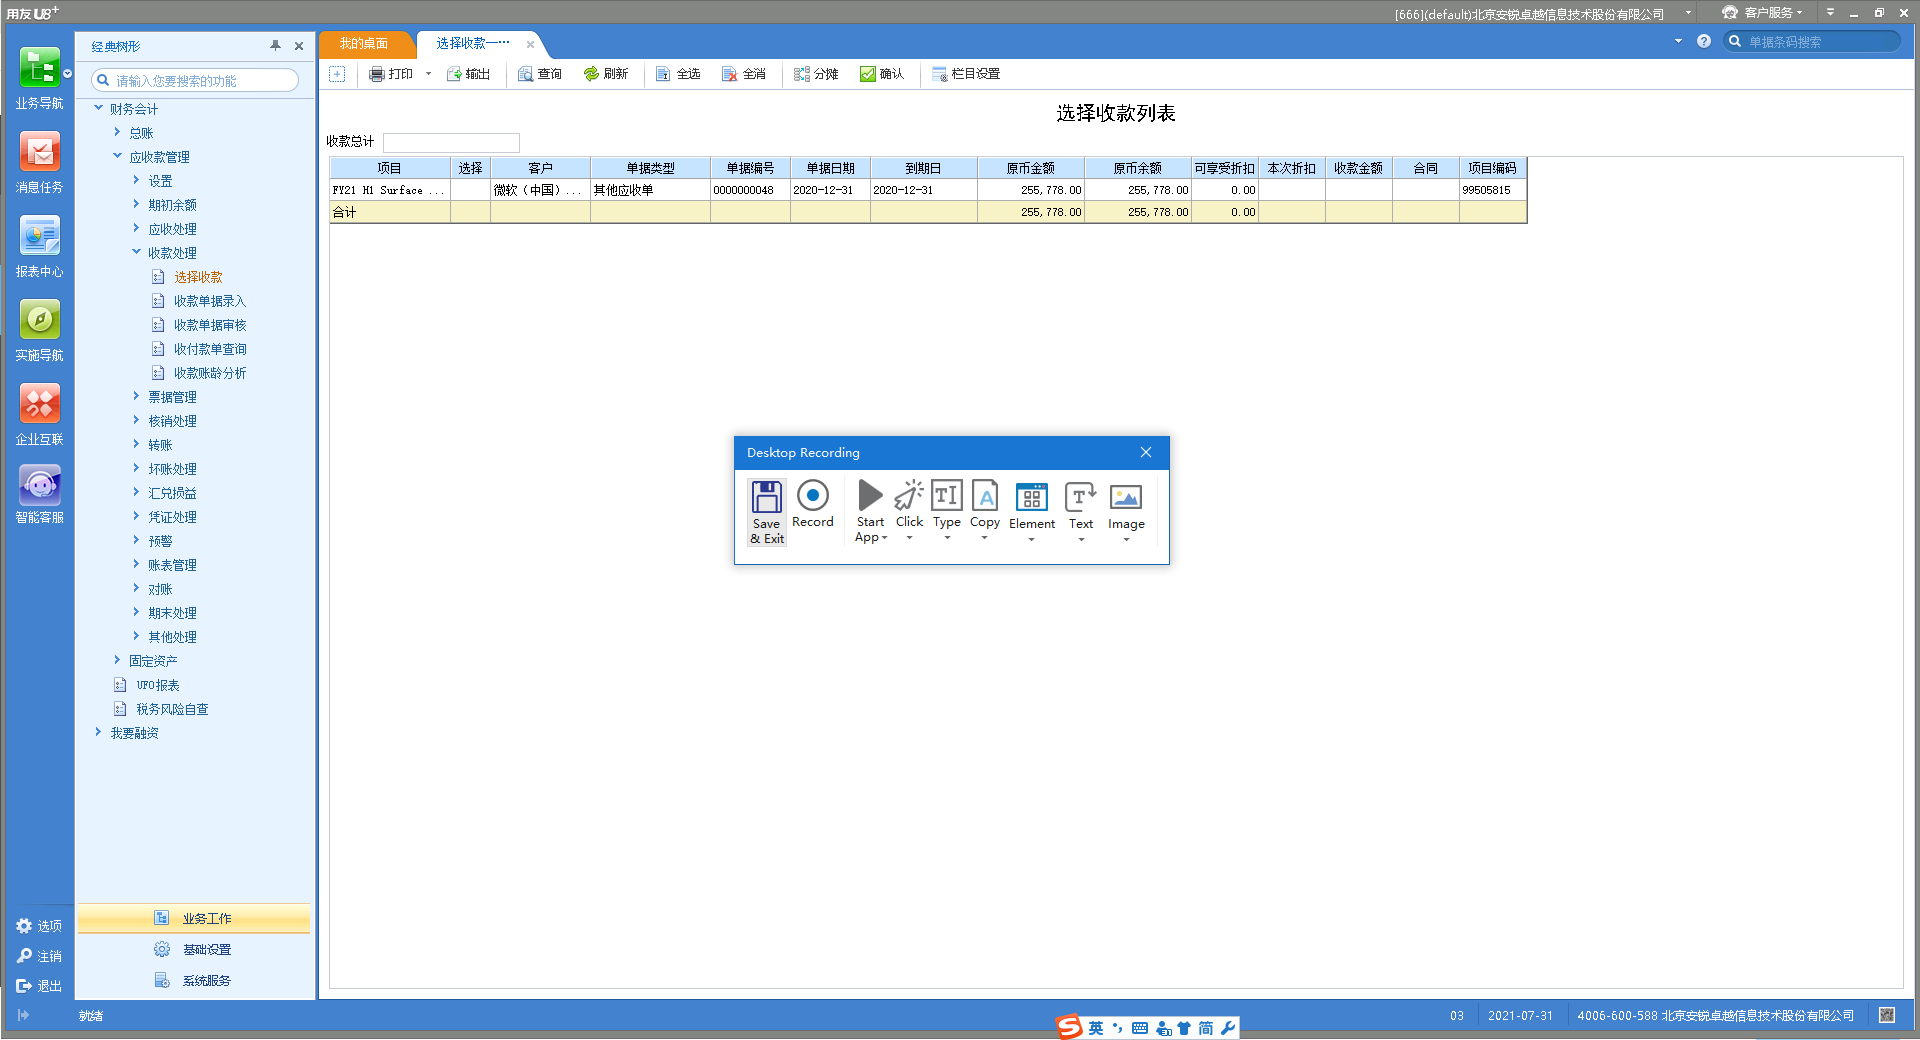 用友U8+
[666](default)北京安锐卓越信息技术股份有限公司
客户服务
业务导航
消息任务
报表中心
实施导航
企业互联
智能客服
选项
注销
退出
经典树形
请输入您要搜索的功能
财务会计
总账
应收款管理
设置
期初余额
应收处理
收款处理
选择收款
收款单据录入
收款单据审核
收付款单查询
收款账龄分析
票据管理
核销处理
转账
坏账处理
汇兑损益
凭证处理
预警
账表管理
对账
期末处理
其他处理
固定资产
UFO报表
税务风险自查
我要融资
业务工作
基础设置
系统服务
我的桌面
选择收款一···
单据条码搜索
打印 输出 查询 刷新 全选 全消 分摊 确认 栏目设置
选择收款列表
收款总计
项目 选择 客户 单据类型 单据编号 单据日期 到期日 原币金额 原币余额 可享受折扣 本次折扣 收款金额 合同 项目编码
FY21 H1 Surface ... 微软（中国）... 其他应收单 0000000048 2020-12-31 2020-12-31 255,778.00 255,778.00 0.00 99505815
合计 255,778.00 255,778.00 0.00
Desktop Recording
Save & Exit
Record
Start App
Click
Type
Copy
Element
Text
Image
就绪
英 简
03 2021-07-31 4006-600-588 北京安锐卓越信息技术股份有限公司